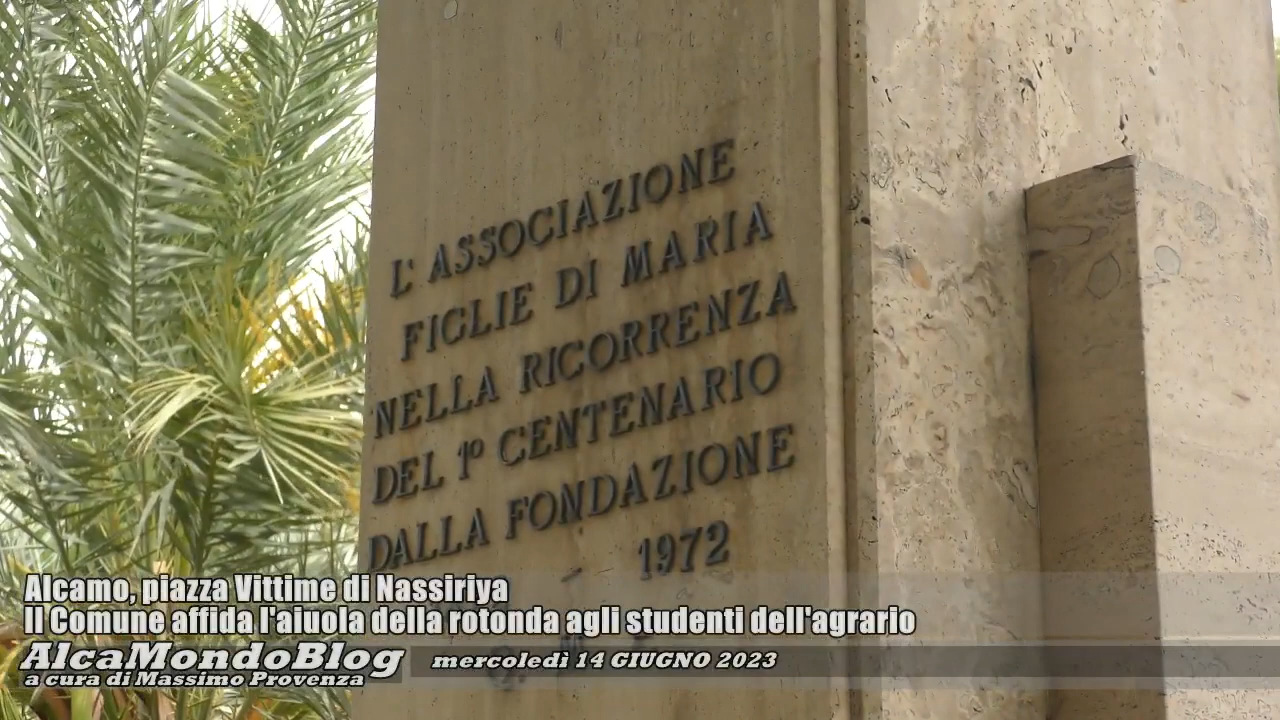 L' ASSOCIAZIONE
FIGLIE DI MARIA
NELLA RICORRENZA
DEL 1º CENTENARIO
DALLA FONDAZIONE
1972
Alcamo, piazza Vittime di Nassiriya
Il Comune affida l'aiuola della rotonda agli studenti dell'agrario
AlcaMondoBlog
mercoledì 14 GIUGNO 2023
a cura di Massimo Provenza